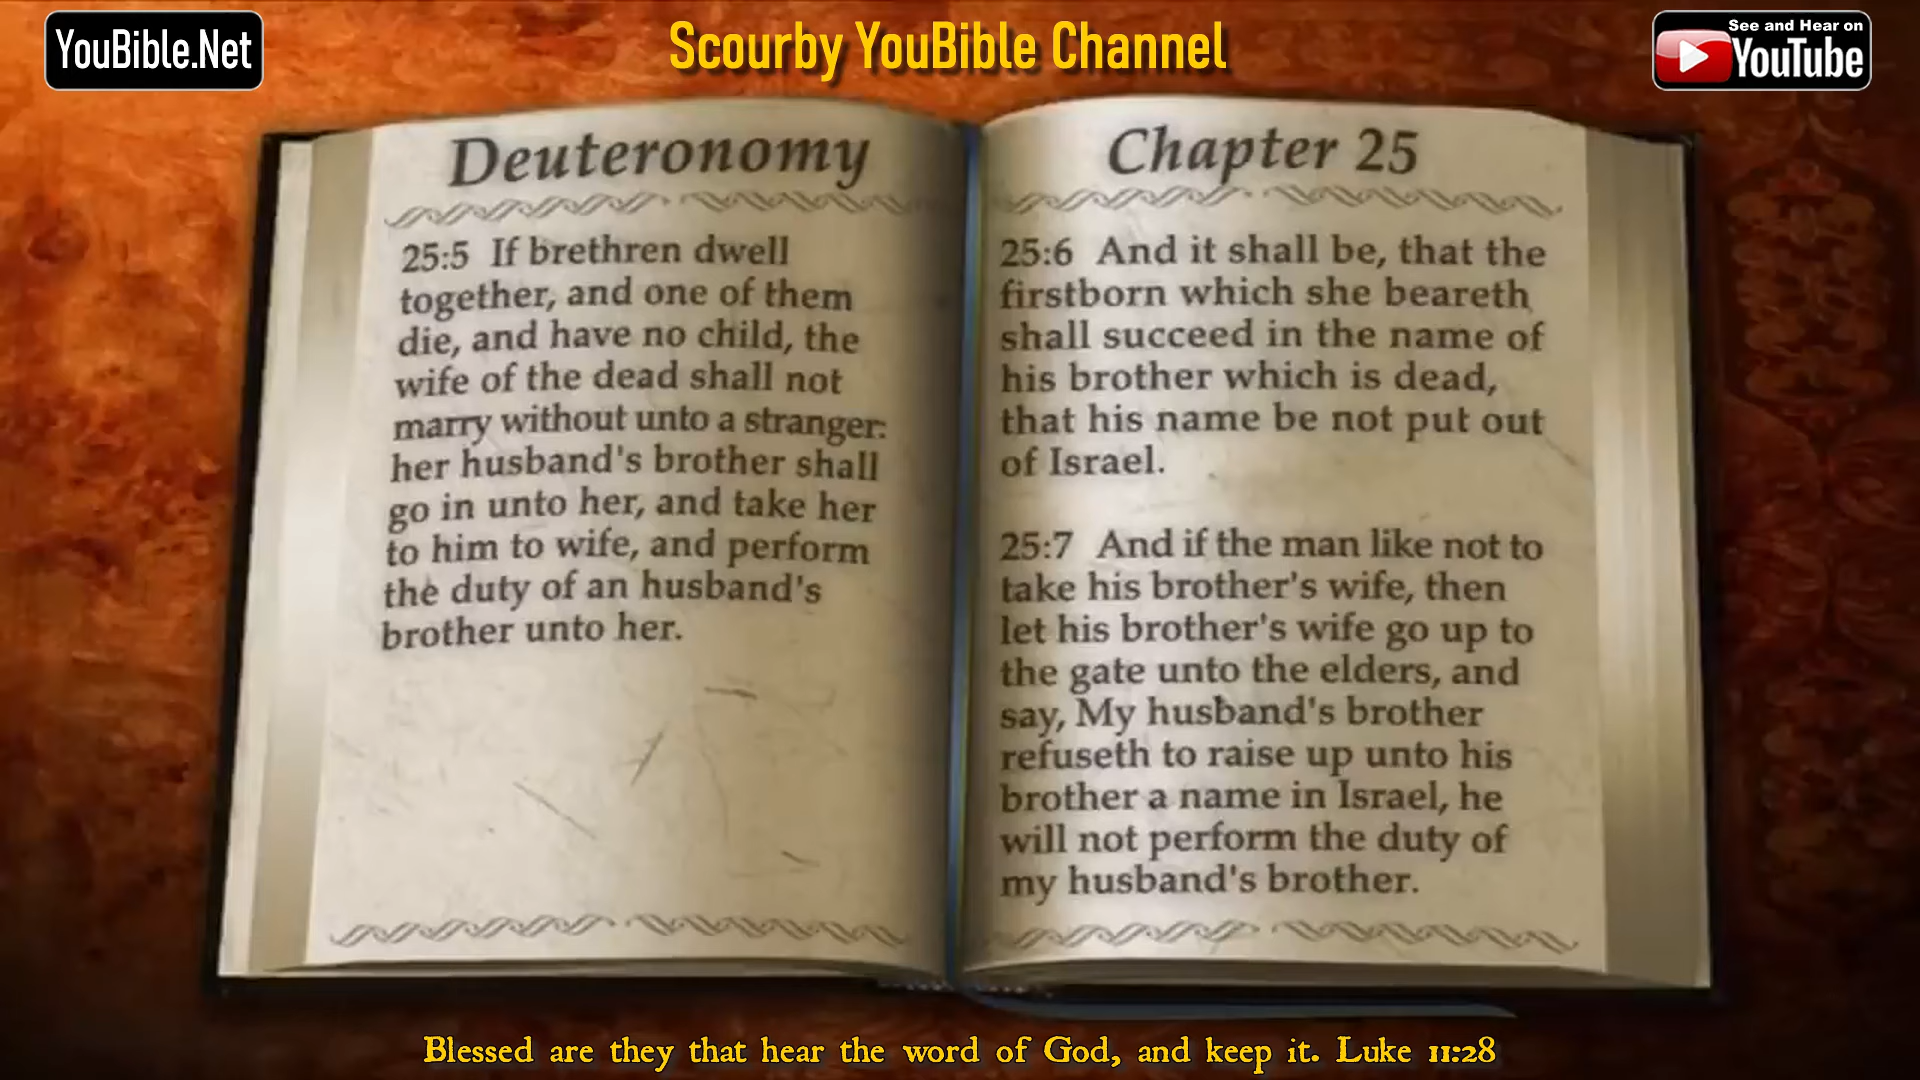 YouBible.Net
Scourby YouBible Channel
See and Hear on
YouTube
Deuteronomy
25:5 If brethren dwell
together, and one of them
die, and have no child, the
wife of the dead shall not
marry without unto a stranger:
her husband's brother shall
go in unto her, and take her
to him to wife, and perform
the duty of an husband's
brother unto her.
Chapter 25
25:6 And it shall be, that the
firstborn which she beareth
shall succeed in the name of
his brother which is dead,
that his name be not put out
of Israel.
25:7 And if the man like not to
take his brother's wife, then
let his brother's wife go up to
the gate unto the elders, and
say, My husband's brother
refuseth to raise up unto his
brother a name in Israel, he
will not perform the duty of
my husband's brother.
Blessed are they that hear the word of God, and keep it. Luke 11:28